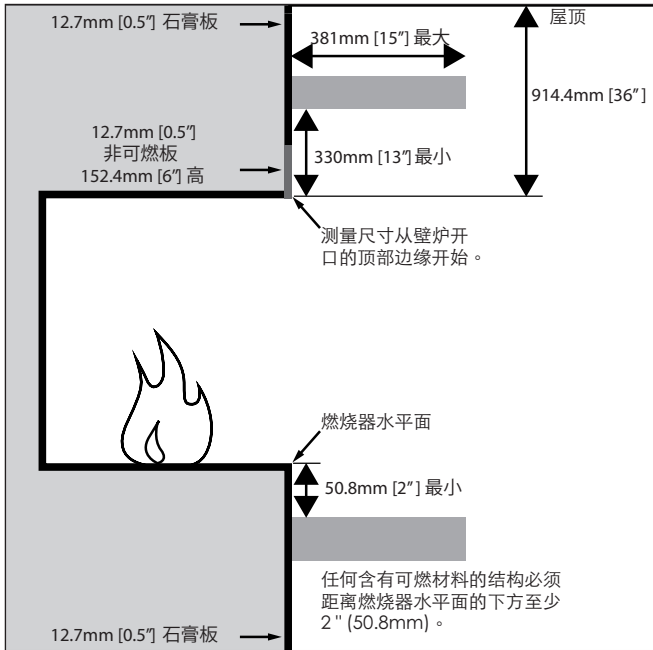 12.7mm [0.5"] 石膏板
屋顶
381mm [15"] 最大
914.4mm [36"]
12.7mm [0.5"]
非可燃板
152.4mm [6"] 高
330mm [13"] 最小
测量尺寸从壁炉开
口的顶部边缘开始。
燃烧器水平面
50.8mm [2"] 最小
任何含有可燃材料的结构必须
距离燃烧器水平面的下方至少
2 " (50.8mm)。
12.7mm [0.5"] 石膏板